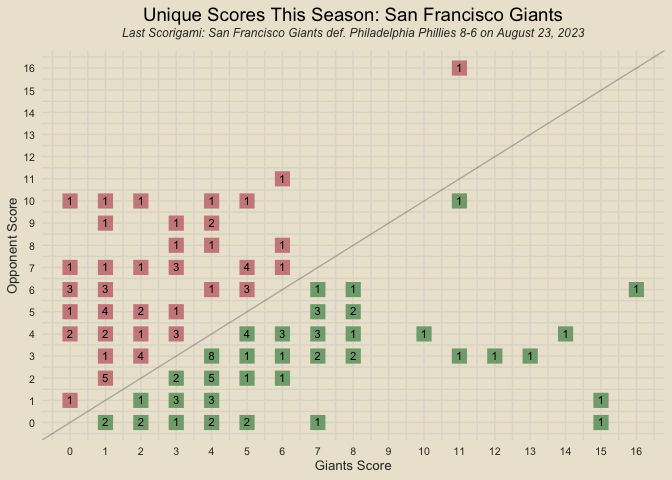 Unique Scores This Season: San Francisco Giants
Last Scorigami: San Francisco Giants def. Philadelphia Phillies 8-6 on August 23, 2023
16 1
15
14
13
12
11 1
10 1 1 1 1 1 1
9 1 1 2
8 1 1 1
7 1 1 1 3 4 1
6 3 3 1 3 1 1 1
5 1 4 2 1 3 2
4 2 2 1 3 4 3 3 1 1 1
3 1 4 8 1 1 2 2 1 1 1
2 5 2 5 1 1
1 1 1 3 3 1
0 2 2 1 2 2 1 1
Opponent Score
0 1 2 3 4 5 6 7 8 9 10 11 12 13 14 15 16
Giants Score